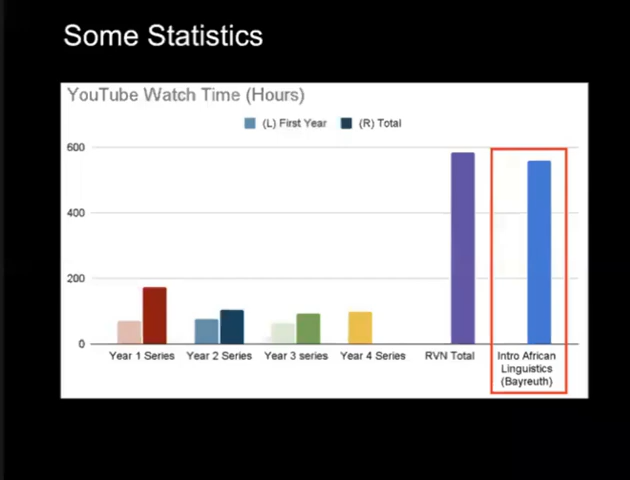 Some Statistics
YouTube Watch Time (Hours)
(L) First Year (R) Total
600
400
200
0
Year 1 Series Year 2 Series Year 3 series Year 4 Series RVN Total Intro African
Linguistics
(Bayreuth)